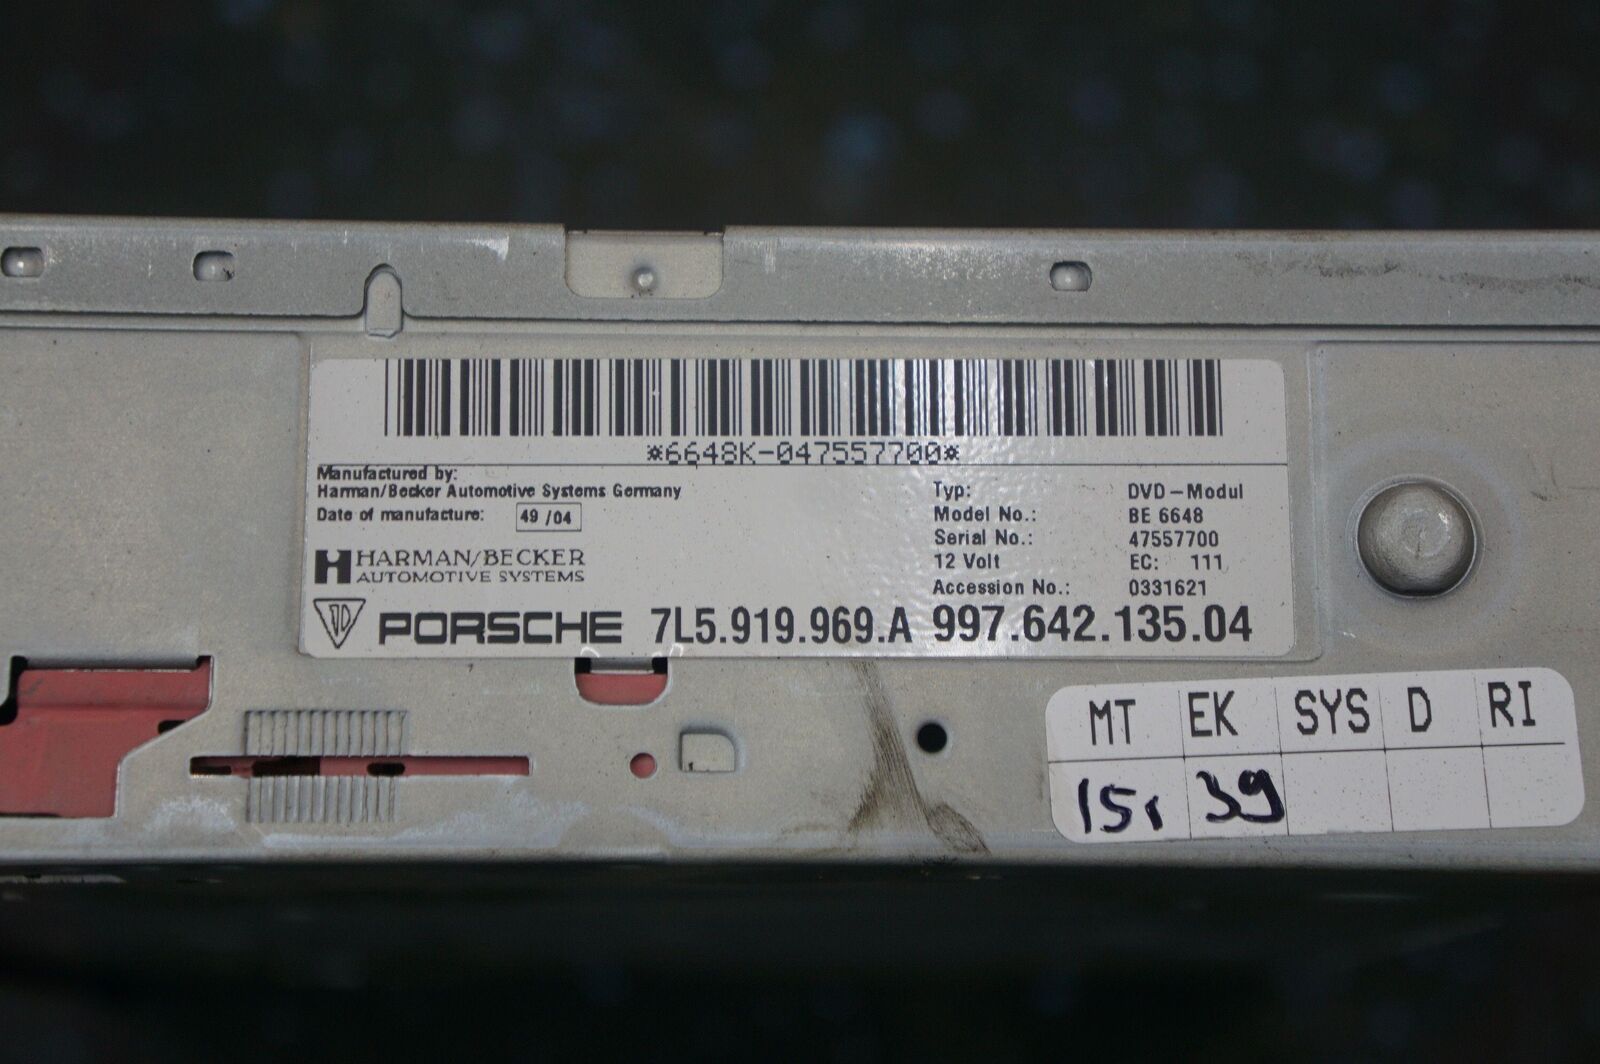 *6648K-047557700*
Manufactured by:
Harman/Becker Automotive Systems Germany
Date of manufacture: 49/04
HARMAN/BECKER
AUTOMOTIVE SYSTEMS
Typ: DVD-Modul
Model No.: BE 6648
Serial No.: 47557700
12 Volt EC: 111
Accession No.: 0331621
PORSCHE 7L5.919.969.A 997.642.135.04
MT EK SYS D RI
15, 39